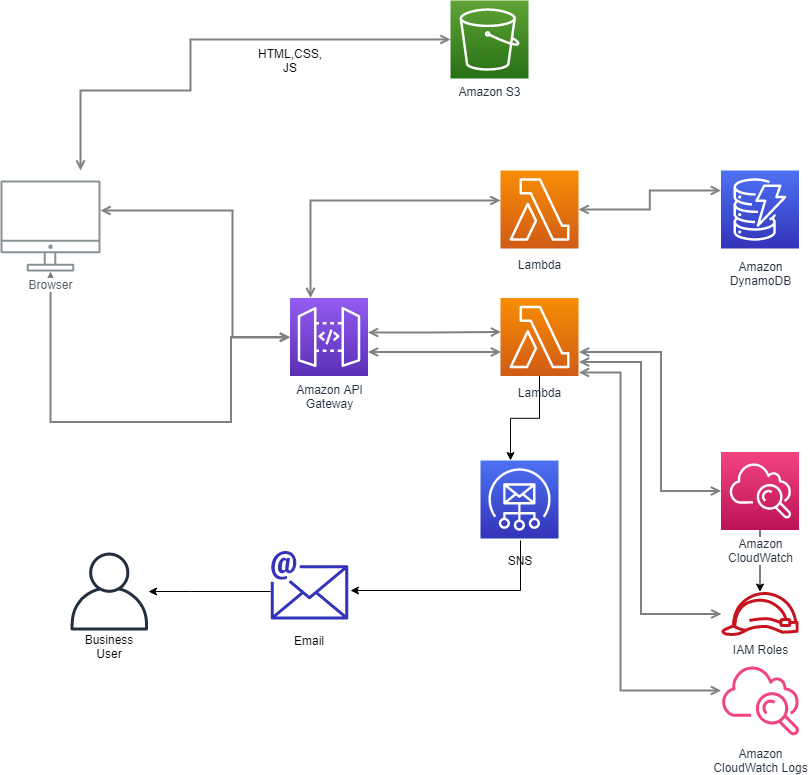 HTML,CSS,
JS
Amazon S3
Lambda
Amazon
DynamoDB
Browser
Amazon API
Gateway
Lambda
SNS
Amazon
CloudWatch
@
Business
User
Email
IAM Roles
Amazon
CloudWatch Logs